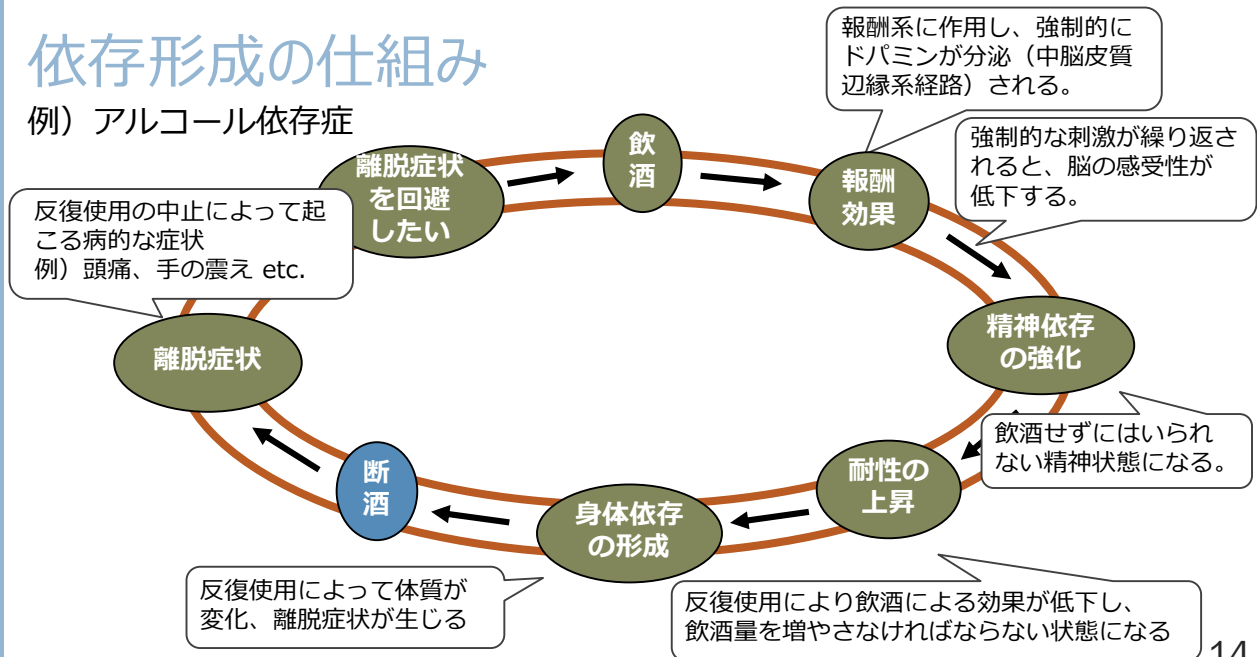 依存形成の仕組み
例）アルコール依存症
報酬系に作用し、強制的に
ドパミンが分泌（中脳皮質
辺縁系経路）される。
強制的な刺激が繰り返さ
れると、脳の感受性が
低下する。
離脱症状
を回避
したい
飲
酒
報酬
効果
反復使用の中止によって起
こる病的な症状
例）頭痛、手の震え etc.
精神依存
の強化
離脱症状
飲酒せずにはいられ
ない精神状態になる。
耐性の
上昇
断
酒
身体依存
の形成
反復使用によって体質が
変化、離脱症状が生じる
反復使用により飲酒による効果が低下し、
飲酒量を増やさなければならない状態になる
14